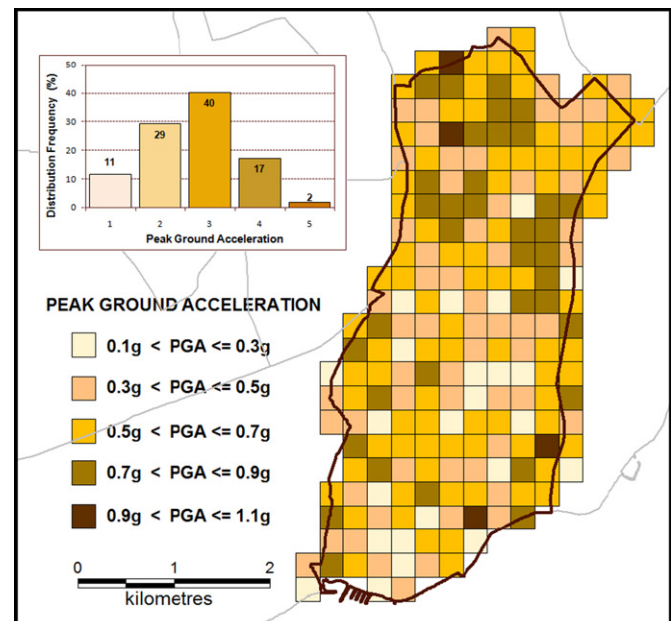 Distribution Frequency (%)
50
40
30
20
10
0
11
29
40
17
2
1 2 3 4 5
Peak Ground Acceleration
PEAK GROUND ACCELERATION
0.1g < PGA <= 0.3g
0.3g < PGA <= 0.5g
0.5g < PGA <= 0.7g
0.7g < PGA <= 0.9g
0.9g < PGA <= 1.1g
0 1 2
kilometres